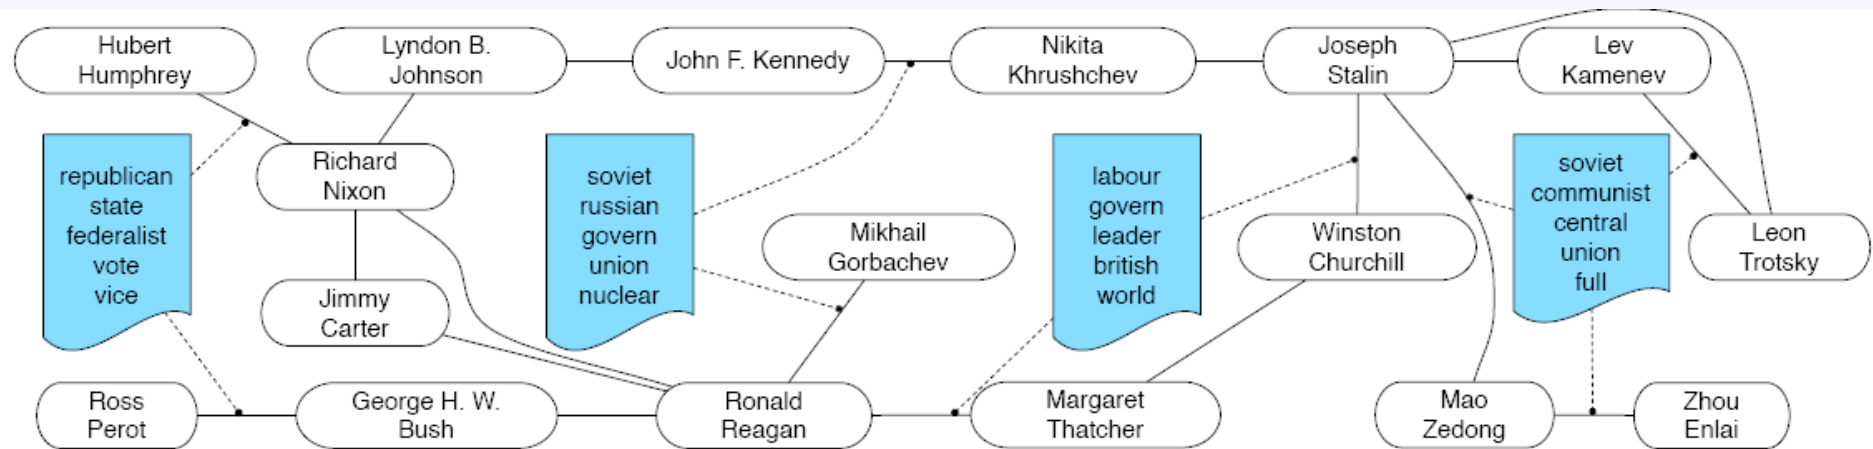 Hubert
Humphrey
Lyndon B.
Johnson
John F. Kennedy
Nikita
Khrushchev
Joseph
Stalin
Lev
Kamenev
republican
state
federalist
vote
vice
Richard
Nixon
soviet
russian
govern
union
nuclear
Mikhail
Gorbachev
labour
govern
leader
british
world
Winston
Churchill
soviet
communist
central
union
full
Leon
Trotsky
Jimmy
Carter
Ross
Perot
George H. W.
Bush
Ronald
Reagan
Margaret
Thatcher
Mao
Zedong
Zhou
Enlai